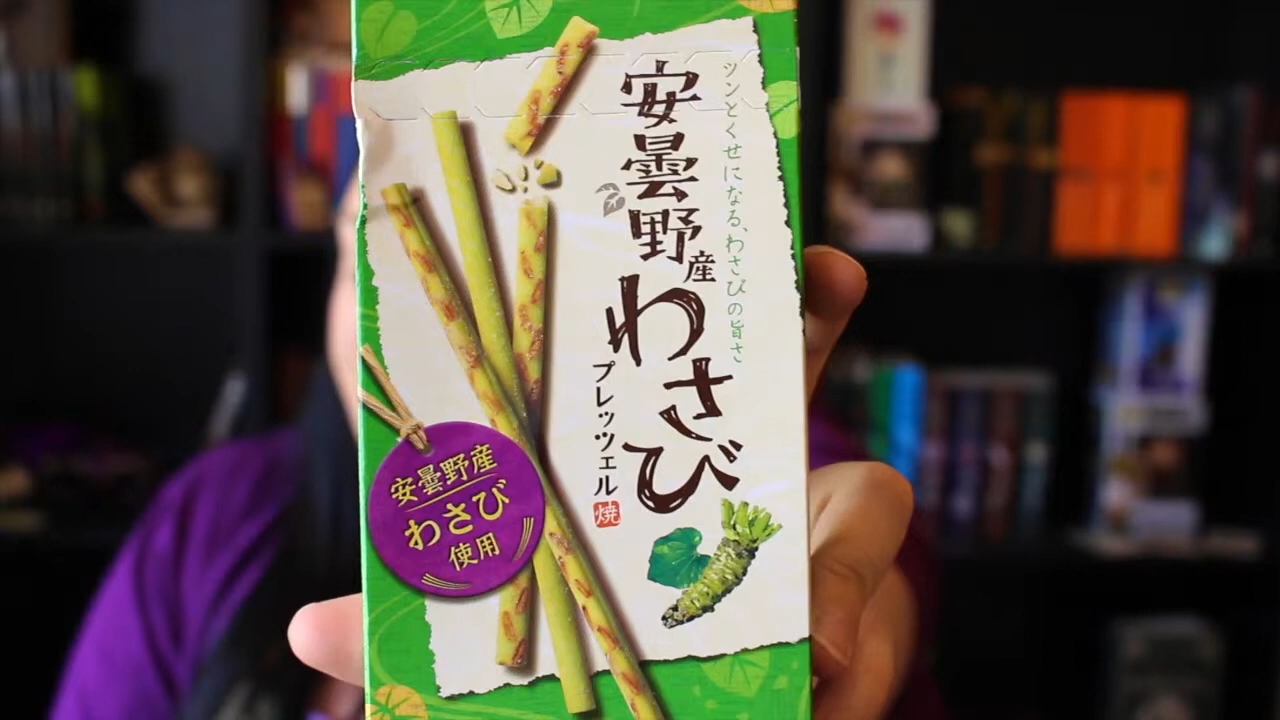 ツンとくせになる、わさびの旨さ
安曇野産
わさび
プレッツェル
焼
安曇野産
わさび
使用